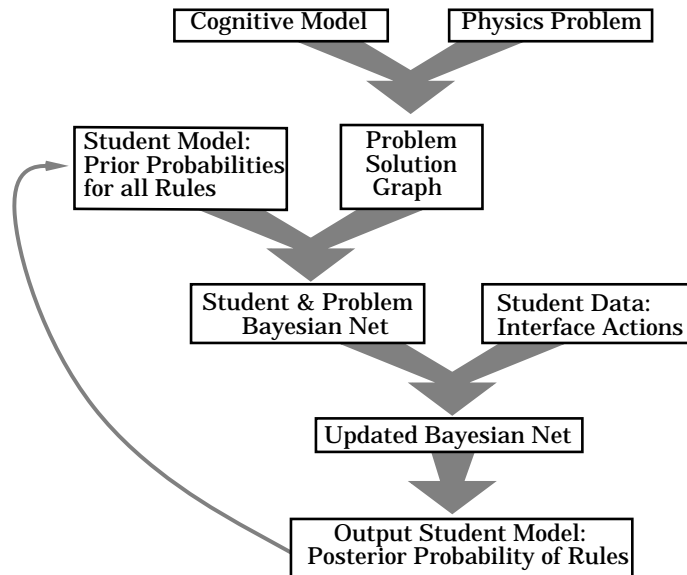 Cognitive Model
Physics Problem
Student Model:
Prior Probabilities
for all Rules
Problem
Solution
Graph
Student & Problem
Bayesian Net
Student Data:
Interface Actions
Updated Bayesian Net
Output Student Model:
Posterior Probability of Rules